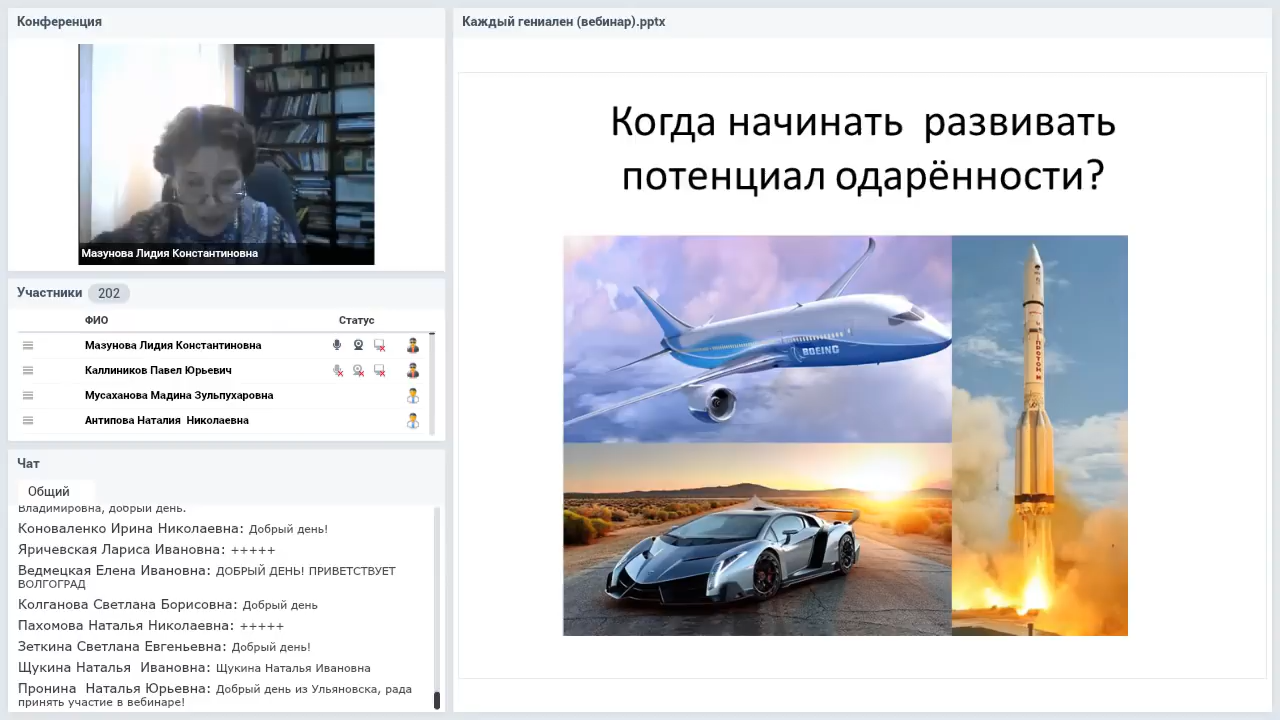 Конференция
Мазунова Лидия Константиновна
Участники 202
ФИО Статус
Мазунова Лидия Константиновна
Каллиников Павел Юрьевич
Мусаханова Мадина Зульпухаровна
Антипова Наталия Николаевна
Чат
Общий
Владимировна, добрый день.
Коноваленко Ирина Николаевна: Добрый день!
Яричевская Лариса Ивановна: +++++
Ведмецкая Елена Ивановна: ДОБРЫЙ ДЕНЬ! ПРИВЕТСТВУЕТ
ВОЛГОГРАД
Колганова Светлана Борисовна: Добрый день
Пахомова Наталья Николаевна: +++++
Зеткина Светлана Евгеньевна: Добрый день!
Щукина Наталья Ивановна: Щукина Наталья Ивановна
Пронина Наталья Юрьевна: Добрый день из Ульяновска, рада
принять участие в вебинаре!
Каждый гениален (вебинар).pptx
Когда начинать развивать
потенциал одарённости?
BOEING
ПРОТОН М